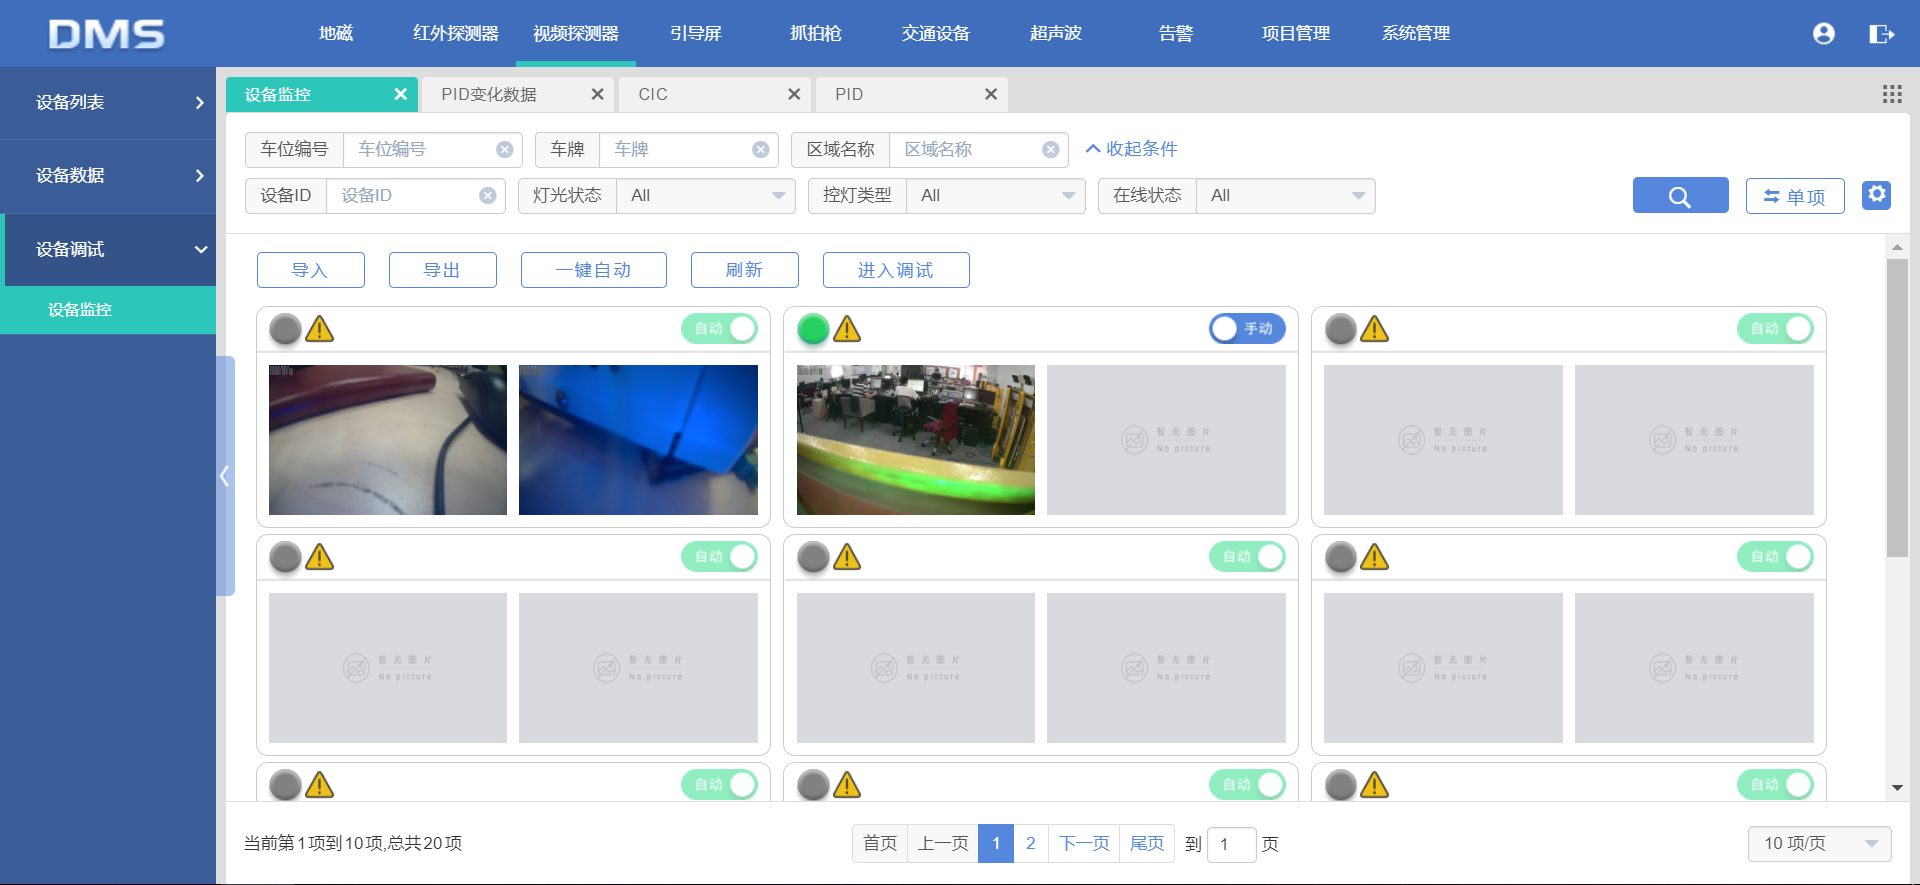 DMS 地磁 红外探测器 视频探测器 引导屏 抓拍枪 交通设备 超声波 告警 项目管理 系统管理
设备列表
设备数据
设备调试
设备监控
设备监控 PID变化数据 CIC PID
车位编号 车位编号 车牌 车牌 区域名称 区域名称 收起条件
设备ID 设备ID 灯光状态 All 控灯类型 All 在线状态 All 单项
导入 导出 一键自动 刷新 进入调试
自动 手动 自动
暂无图片 暂无图片 暂无图片
No picture No picture No picture
自动 自动 自动
暂无图片 暂无图片 暂无图片 暂无图片 暂无图片 暂无图片
No picture No picture No picture No picture No picture No picture
自动 自动 自动
当前第1项到10项,总共20项 首页 上一页 1 2 下一页 尾页 到 1 页 10 项/页